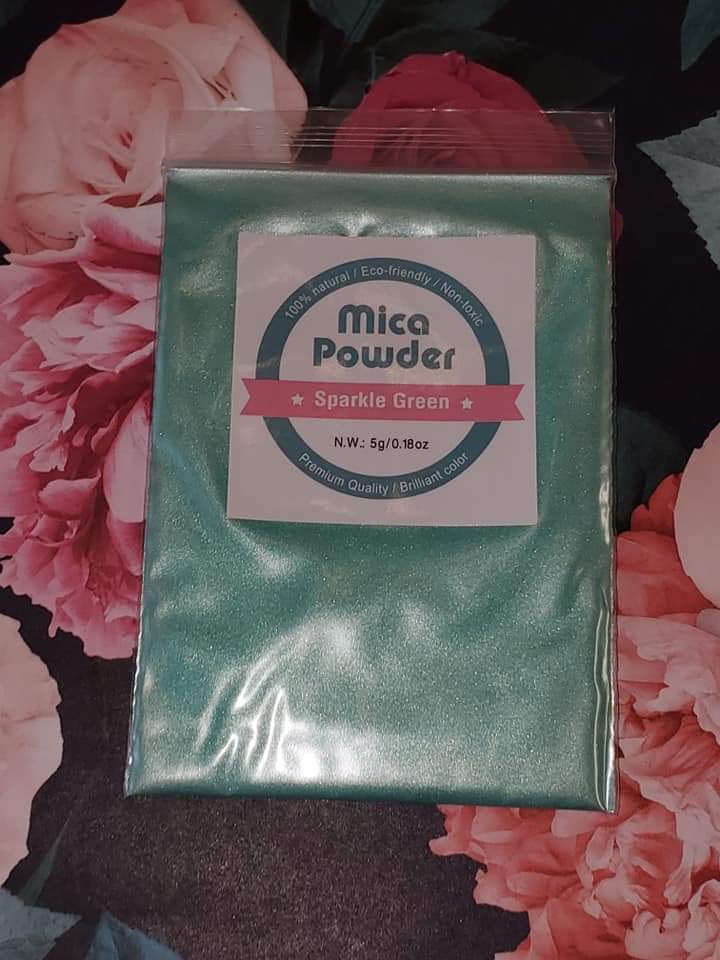 100% natural / Eco-friendly / Non-toxic
Mica
Powder
★ Sparkle Green ★
N.W.: 5g/0.18oz
Premium Quality / Brilliant color